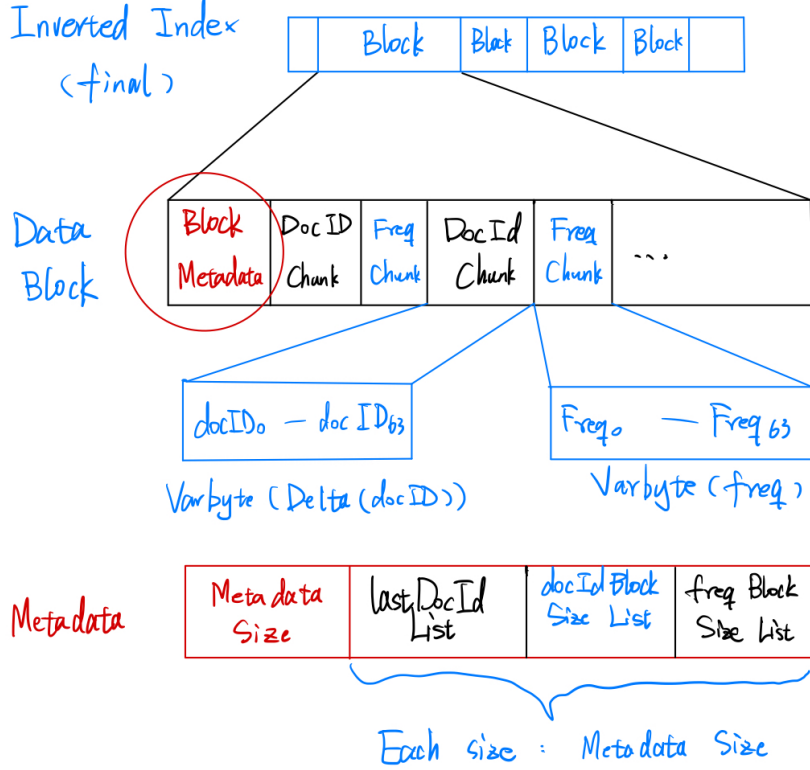 Inverted Index
(final)
Block Block Block Block
Data
Block
Block
Metadata
DocID
Chunk
Freq
Chunk
DocId
Chunk
Freq
Chunk
...
docID0 — docID63
Freq0 — Freq63
Varbyte (Delta(docID))
Varbyte (freq)
Metadata
Metadata
Size
lastDocId
List
docIdBlock
Size List
freq Block
Size List
Each size : Metadata Size